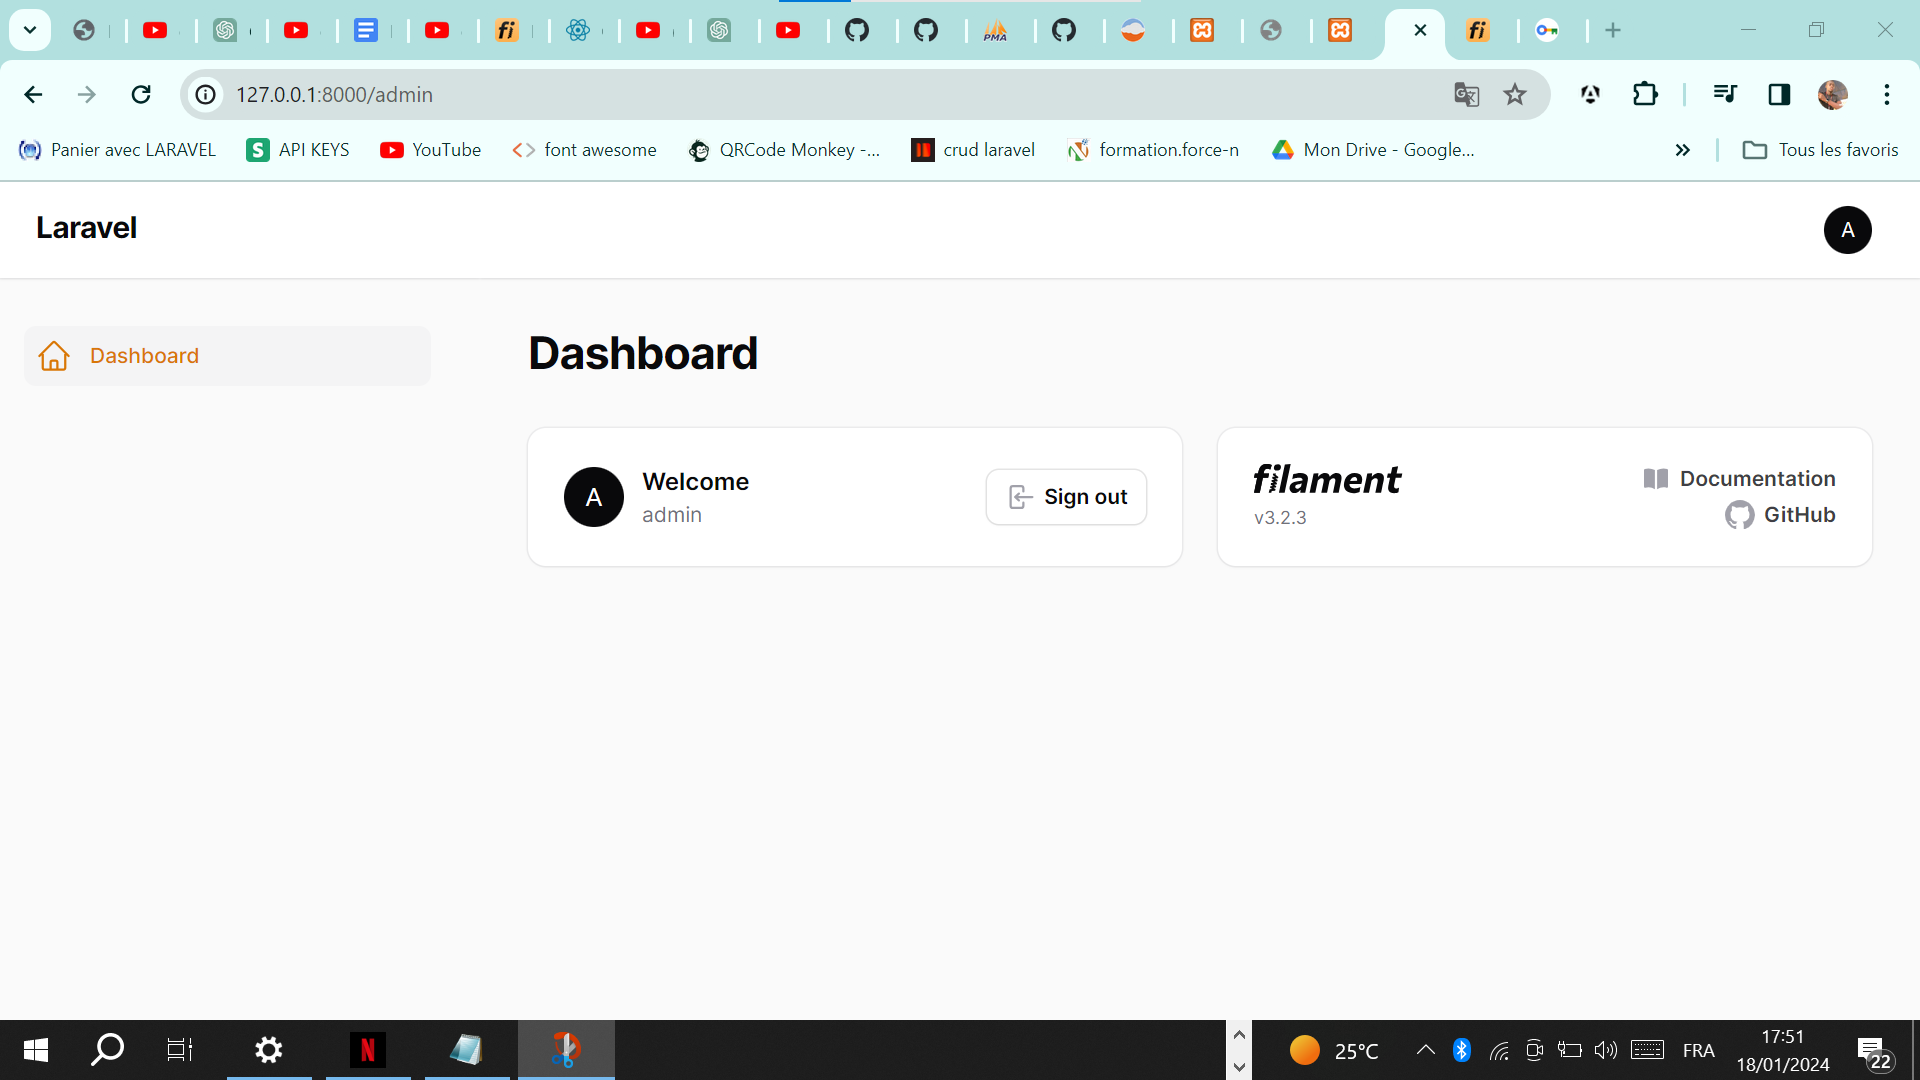 127.0.0.1:8000/admin
Panier avec LARAVEL
API KEYS
YouTube
font awesome
QRCode Monkey -...
crud laravel
formation.force-n
Mon Drive - Google...
Tous les favoris
Laravel
A
Dashboard
Dashboard
A
Welcome
admin
Sign out
filament
v3.2.3
Documentation
GitHub
25°C
FRA
17:51
18/01/2024
22